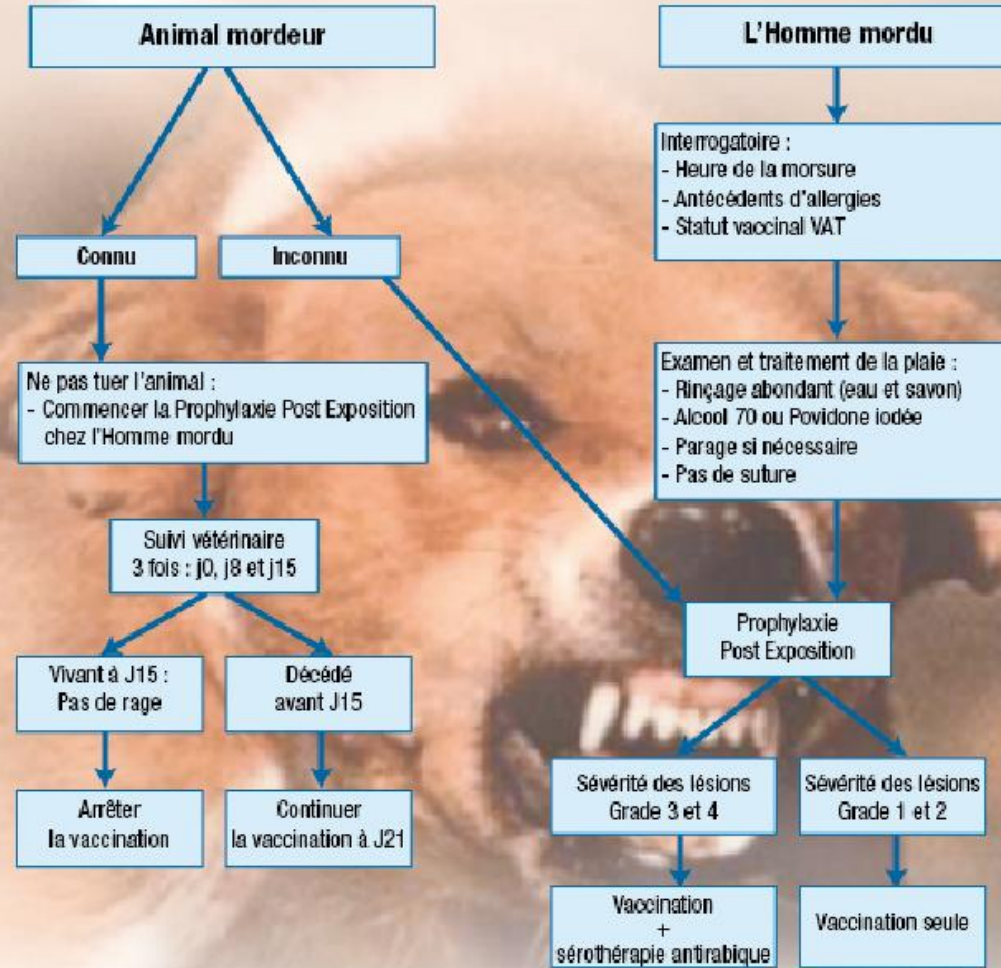 Animal mordeur
Connu
Inconnu
Ne pas tuer l'animal :
- Commencer la Prophylaxie Post Exposition
chez l'Homme mordu
Suivi vétérinaire
3 fois : j0, j8 et j15
Vivant à J15 :
Pas de rage
Décédé
avant J15
Arrêter
la vaccination
Continuer
la vaccination à J21
L'Homme mordu
Interrogatoire :
- Heure de la morsure
- Antécédents d'allergies
- Statut vaccinal VAT
Examen et traitement de la plaie :
- Rinçage abondant (eau et savon)
- Alcool 70 ou Povidone iodée
- Parage si nécessaire
- Pas de suture
Prophylaxie
Post Exposition
Sévérité des lésions
Grade 3 et 4
Sévérité des lésions
Grade 1 et 2
Vaccination
+
sérothérapie antirabique
Vaccination seule